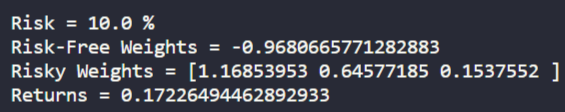 Risk = 10.0 %
Risk-Free Weights = -0.9680665771282883
Risky Weights = [1.16853953 0.64577185 0.1537552 ]
Returns = 0.17226494462892933